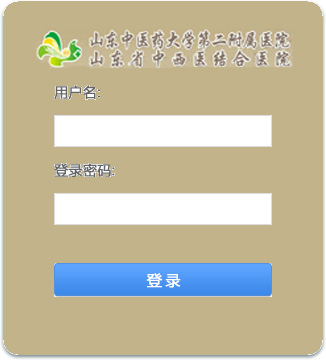 山东中医药大学第二附属医院
山东省中西医结合医院
用户名:
登录密码:
登录